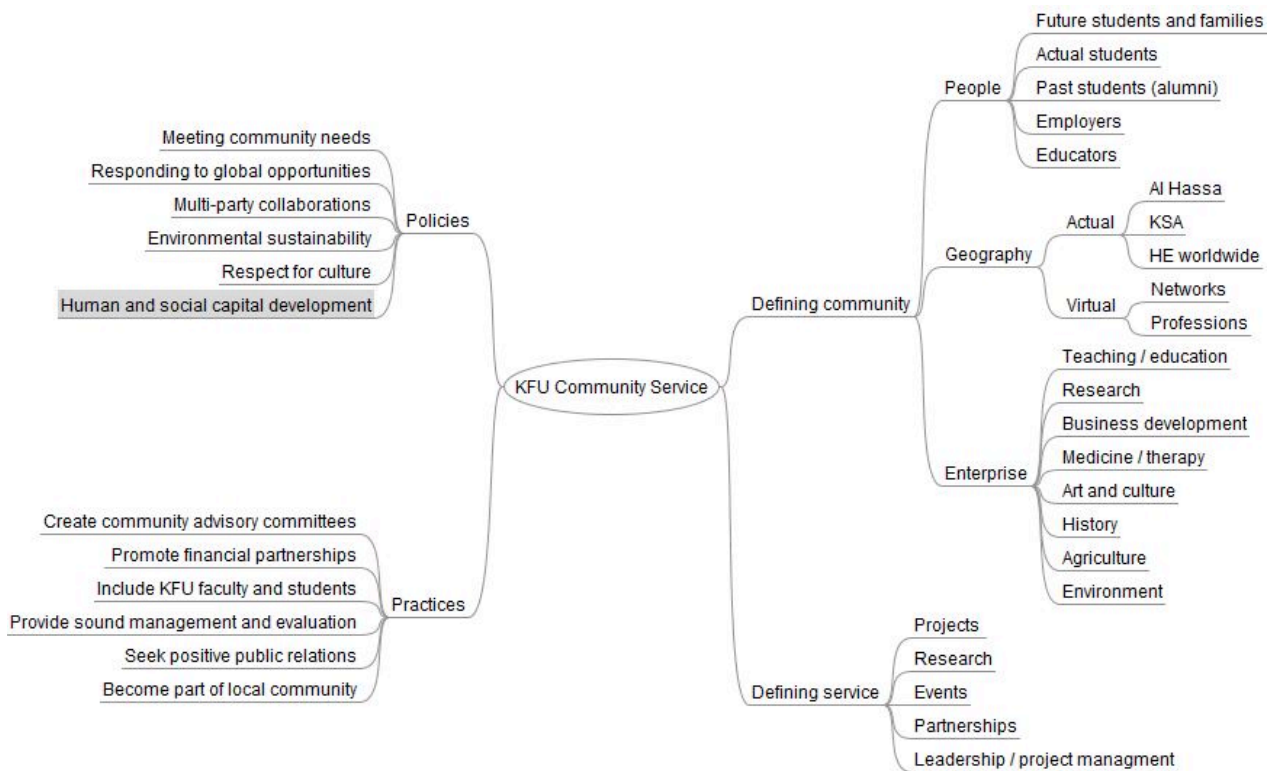 KFU Community Service
Policies
Meeting community needs
Responding to global opportunities
Multi-party collaborations
Environmental sustainability
Respect for culture
Human and social capital development
Practices
Create community advisory committees
Promote financial partnerships
Include KFU faculty and students
Provide sound management and evaluation
Seek positive public relations
Become part of local community
Defining community
People
Future students and families
Actual students
Past students (alumni)
Employers
Educators
Geography
Actual
Al Hassa
KSA
HE worldwide
Virtual
Networks
Professions
Enterprise
Teaching / education
Research
Business development
Medicine / therapy
Art and culture
History
Agriculture
Environment
Defining service
Projects
Research
Events
Partnerships
Leadership / project managment